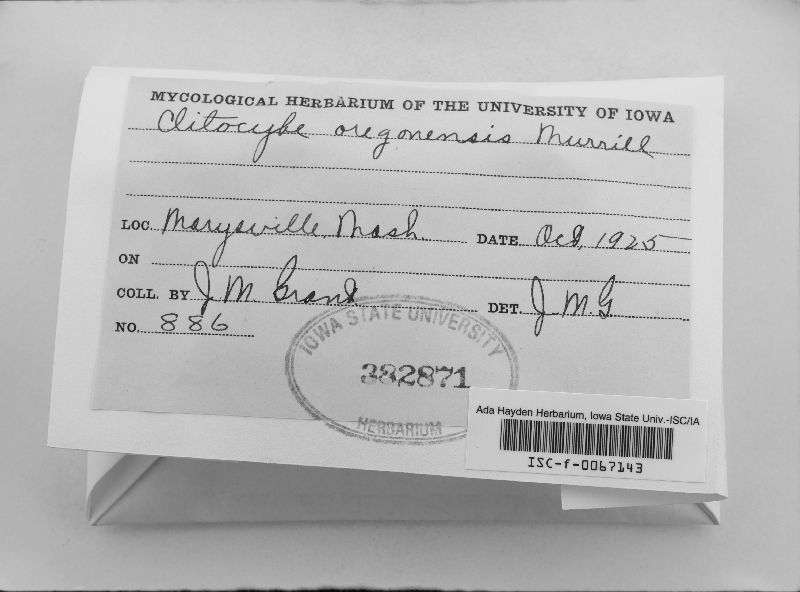 MYCOLOGICAL HERBARIUM OF THE UNIVERSITY OF IOWA
Clitocybe oregonensis Murrill
LOC. Marysville, Wash. DATE Oct, 1925
ON
COLL. BY J M Grant DET. J. M. G
NO. 886
IOWA STATE UNIVERSITY
382871
HERBARIUM
Ada Hayden Herbarium, Iowa State Univ.-ISC/IA
ISC-f-0067143